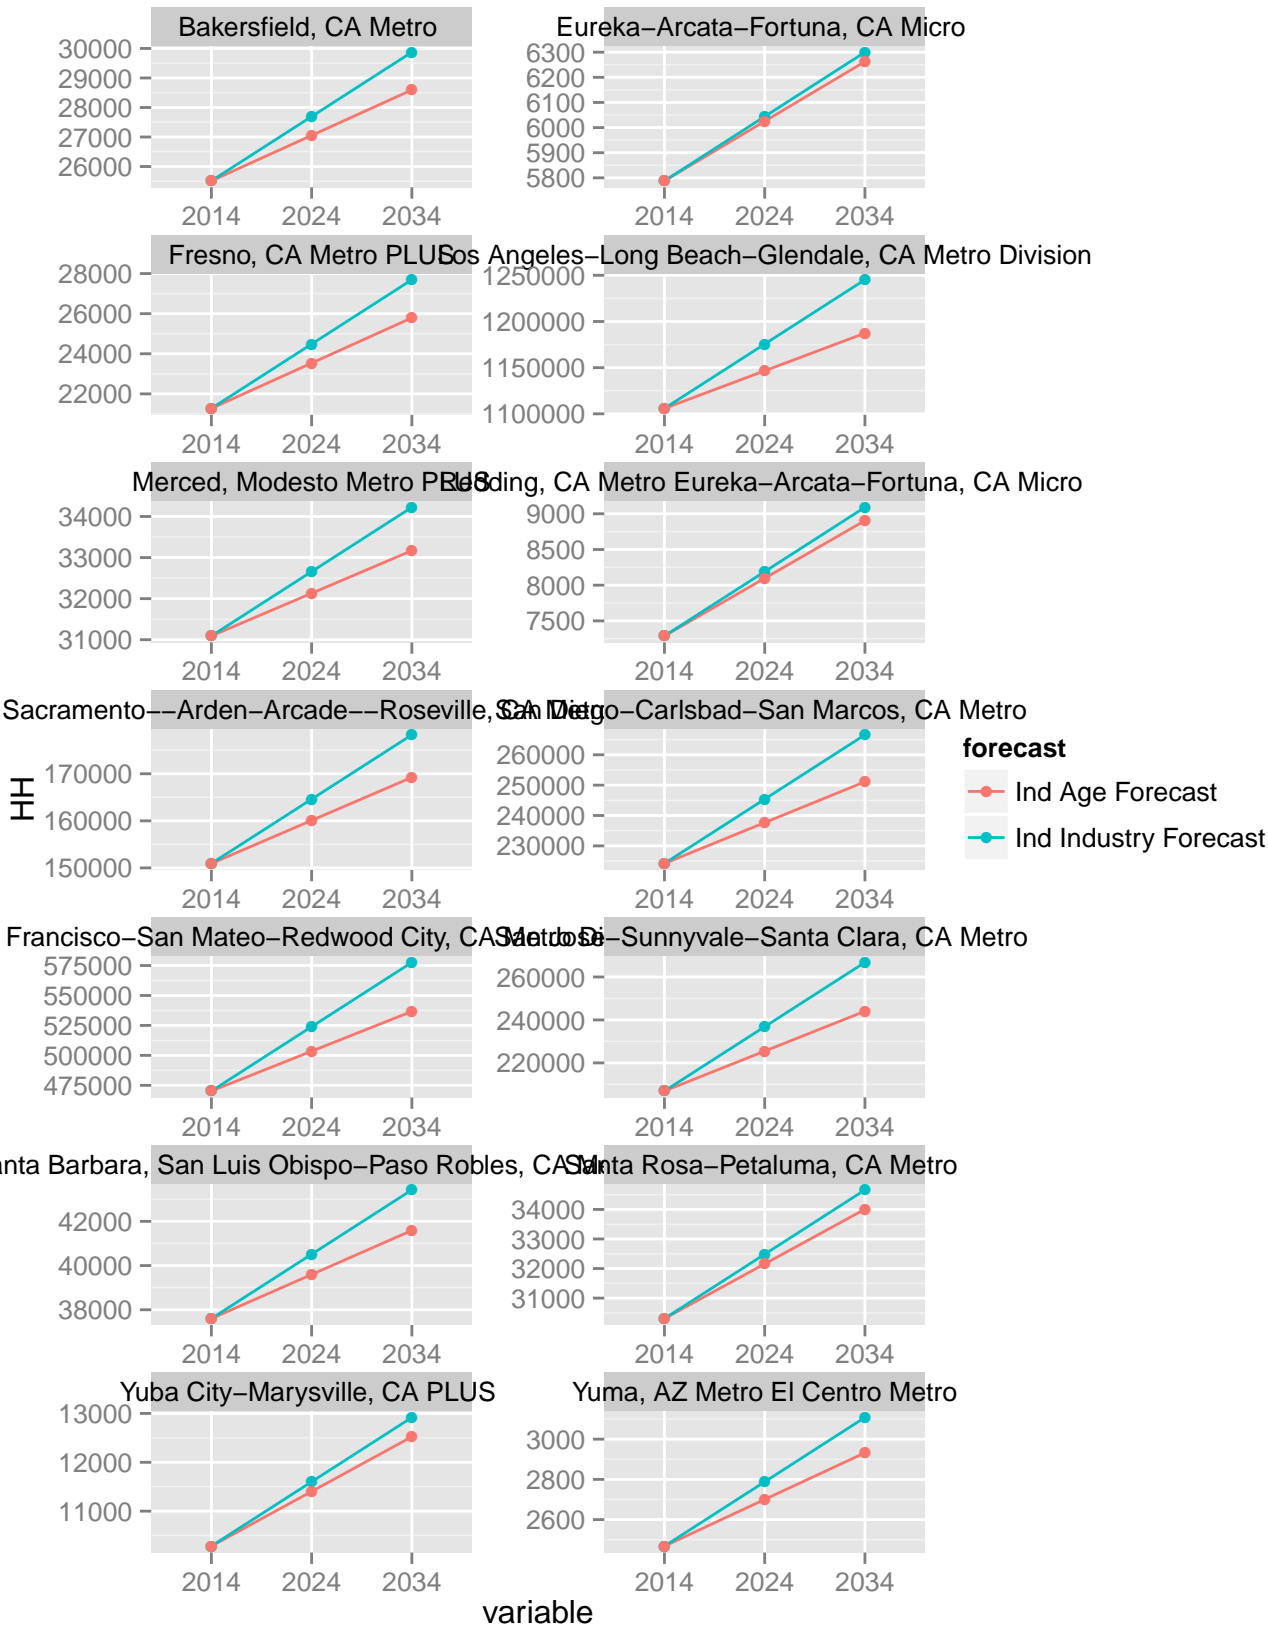 Bakersfield, CA Metro
30000
29000
28000
27000
26000
2014 2024 2034
Eureka−Arcata−Fortuna, CA Micro
6300
6200
6100
6000
5900
5800
2014 2024 2034
Fresno, CA Metro PLUS
28000
26000
24000
22000
2014 2024 2034
Los Angeles−Long Beach−Glendale, CA Metro Division
1250000
1200000
1150000
1100000
2014 2024 2034
Merced, Modesto Metro PLUS
34000
33000
32000
31000
2014 2024 2034
Redding, CA Metro Eureka−Arcata−Fortuna, CA Micro
9000
8500
8000
7500
2014 2024 2034
Sacramento−−Arden−Arcade−−Roseville, CA Metro
170000
160000
150000
2014 2024 2034
San Diego−Carlsbad−San Marcos, CA Metro
260000
250000
240000
230000
2014 2024 2034
Francisco−San Mateo−Redwood City, CA Metro Di
575000
550000
525000
500000
475000
2014 2024 2034
San Jose−Sunnyvale−Santa Clara, CA Metro
260000
240000
220000
2014 2024 2034
Barbara, San Luis Obispo−Paso Robles, CA
42000
40000
38000
2014 2024 2034
Santa Rosa−Petaluma, CA Metro
34000
33000
32000
31000
2014 2024 2034
Yuba City−Marysville, CA PLUS
13000
12000
11000
2014 2024 2034
Yuma, AZ Metro El Centro Metro
3000
2800
2600
2014 2024 2034
HH
variable
forecast
Ind Age Forecast
Ind Industry Forecast